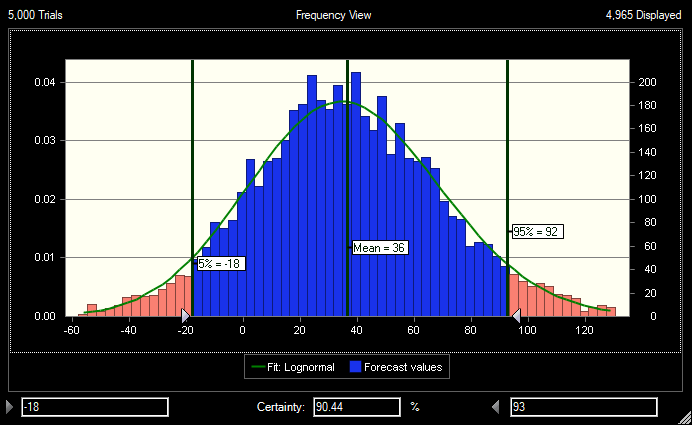 5,000 Trials Frequency View 4,965 Displayed
0.04 200
180
160
0.03 140
120
0.02 100
80
95% = 92
0.01 60
Mean = 36
5% = -18
40
20
0.00 0
-60 -40 -20 0 20 40 60 80 100 120
Fit: Lognormal Forecast values
-18 Certainty: 90.44 % 93